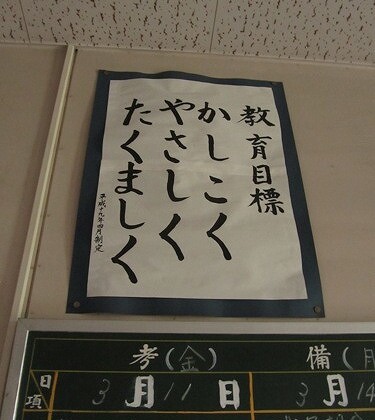 教育目標
かしこく
やさしく
たくましく
平成十九年四月制定
考(金)
備(月
日
項
3月11日
3月14